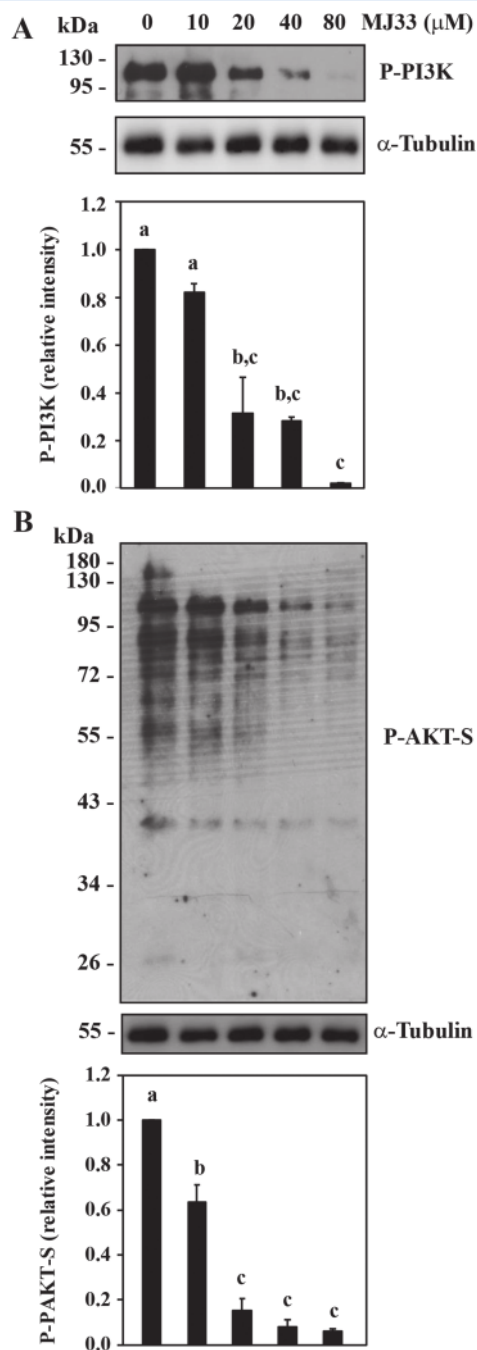 A kDa 0 10 20 40 80 MJ33 (μM)
130 -
P-PI3K
95 -
55 - α-Tubulin
P-PI3K (relative intensity)
1.2
1.0
0.8
0.6
0.4
0.2
0.0
a
a
b,c
b,c
c
B
kDa
180 -
130 -
95 -
72 -
55 - P-AKT-S
43 -
34 -
26 -
55 - α-Tubulin
P-PAKT-S (relative intensity)
1.2
1.0
0.8
0.6
0.4
0.2
0.0
a
b
c
c
c